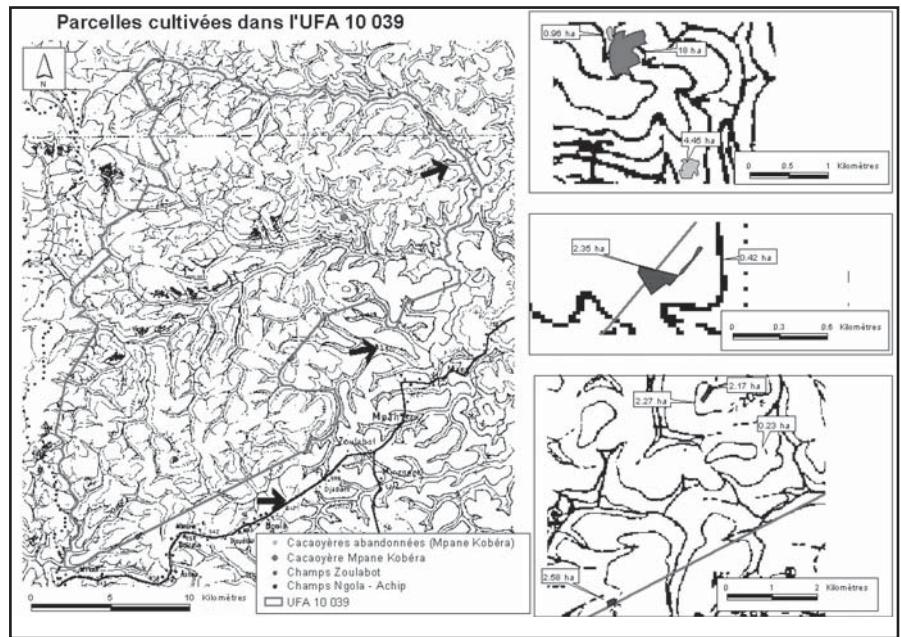 Parcelles cultivées dans l'UFA 10 039
N
Zoulabot
Ngola
Cacaoyères abandonnées (Mpane Kobéra)
Cacaoyère Mpane Kobéra
Champs Zoulabot
Champs Ngola - Achip
UFA 10 039
0 5 10 Kilomètres
0.96 ha
18 ha
4.46 ha
0 0.5 1 Kilomètres
2.35 ha
0.42 ha
0 0.3 0.6 Kilomètres
2.17 ha
2.27 ha
0.23 ha
2.58 ha
0 1 2 Kilomètres